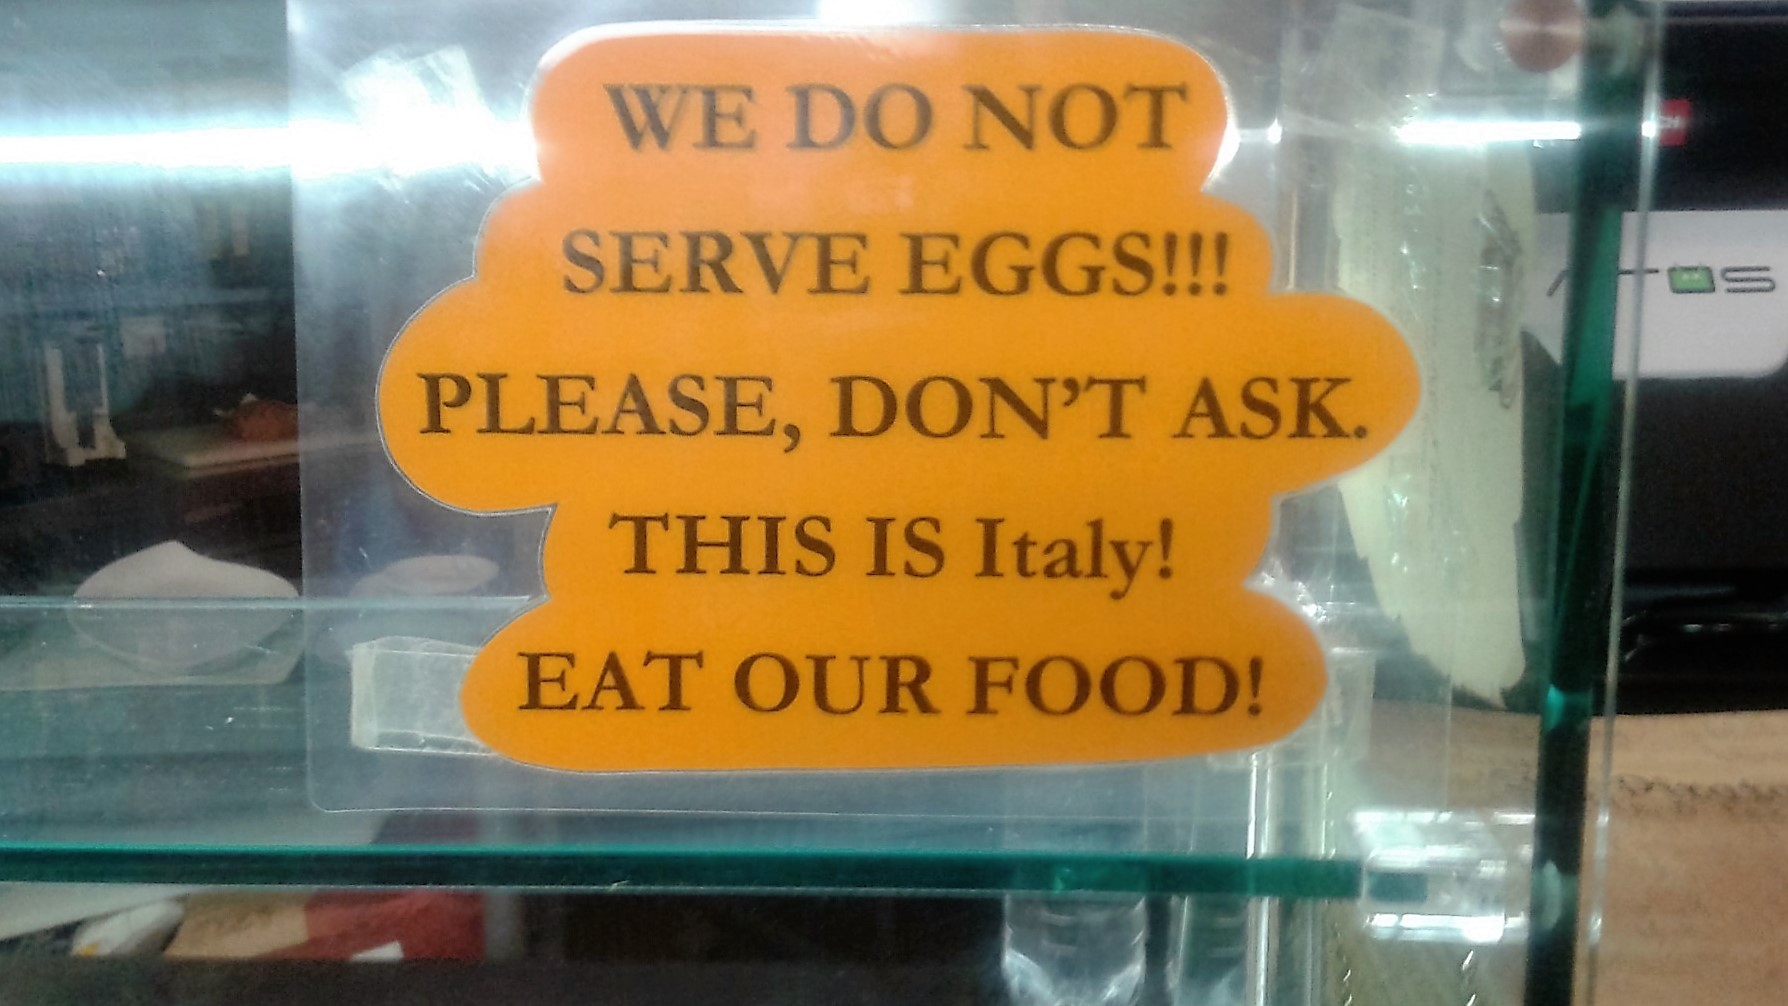 WE DO NOT
SERVE EGGS!!!
PLEASE, DON'T ASK.
THIS IS Italy!
EAT OUR FOOD!